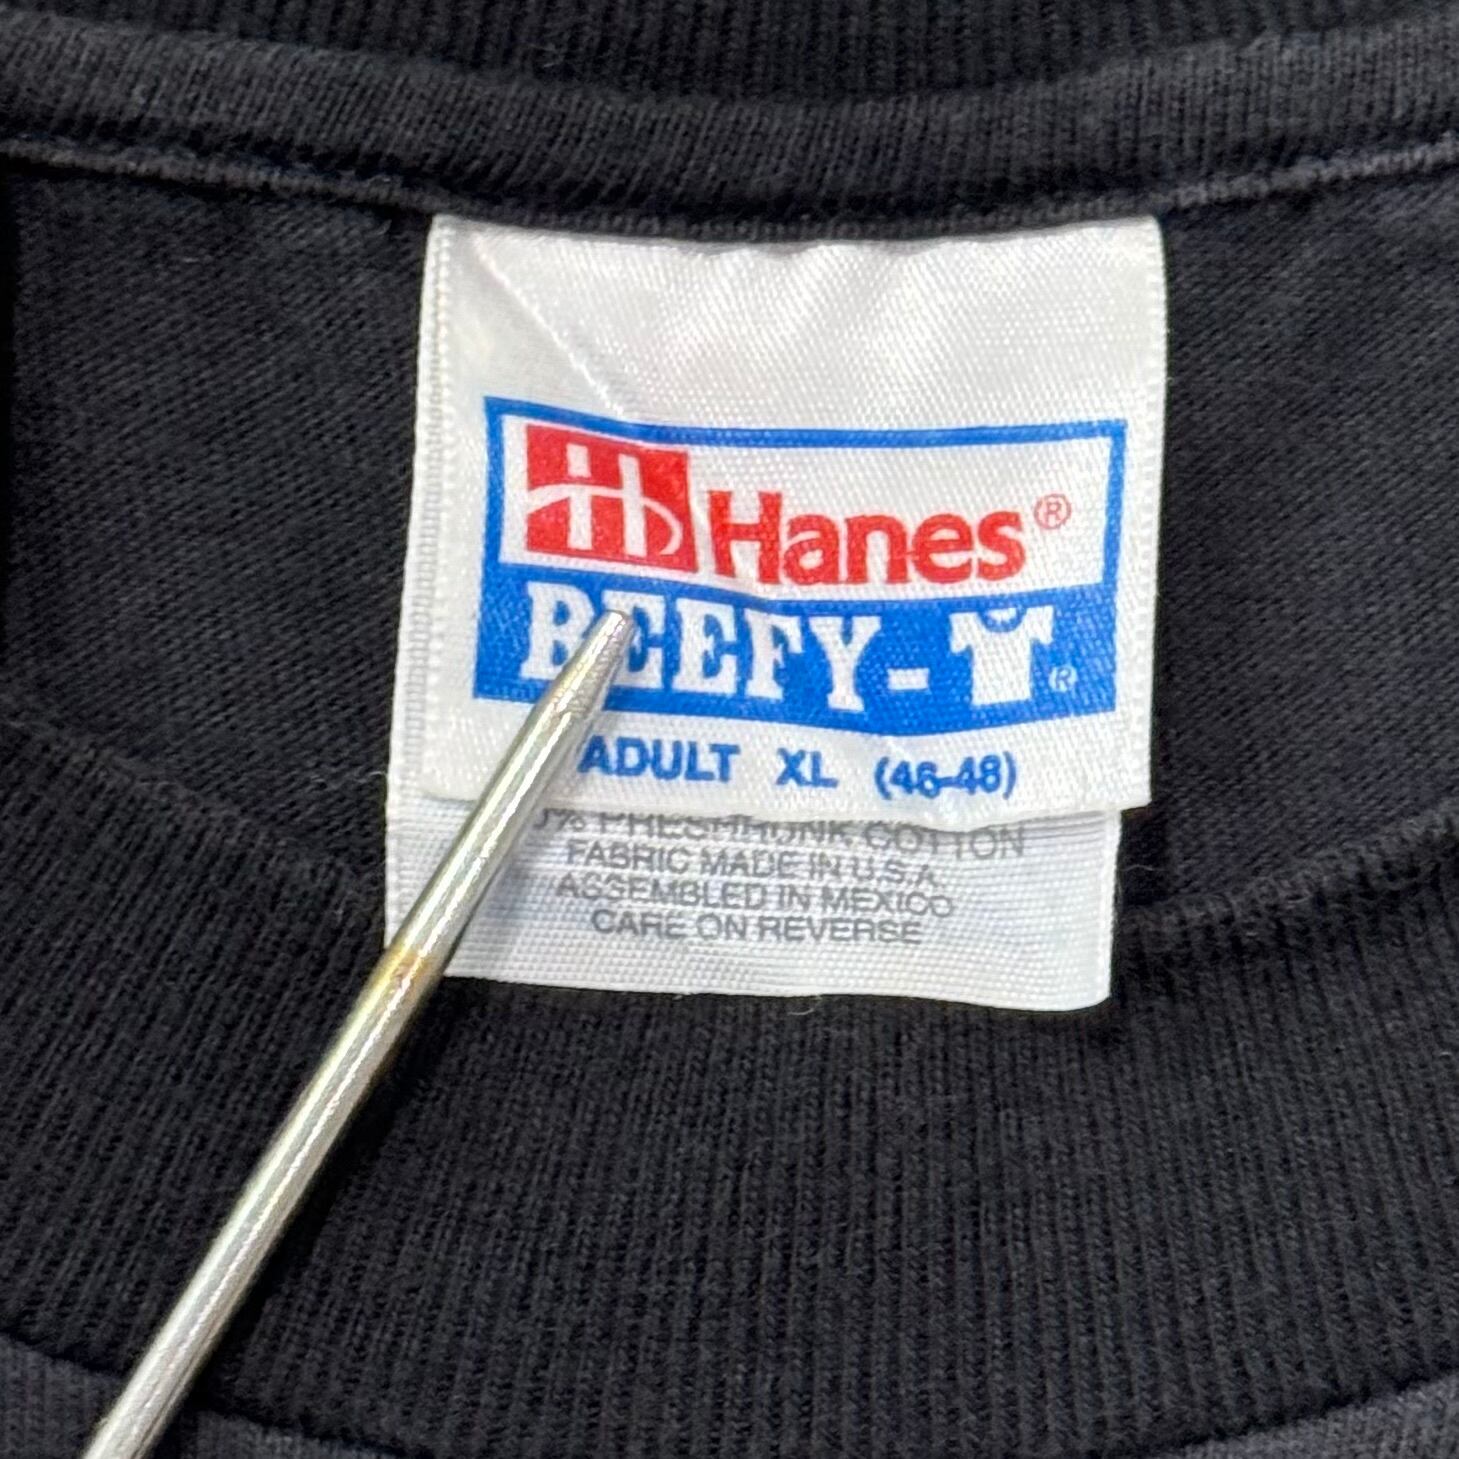 Hanes®
BEEFY-T®
ADULT XL (46-48)
% PRESHRUNK COTTON
FABRIC MADE IN U.S.A.
ASSEMBLED IN MEXICO
CARE ON REVERSE